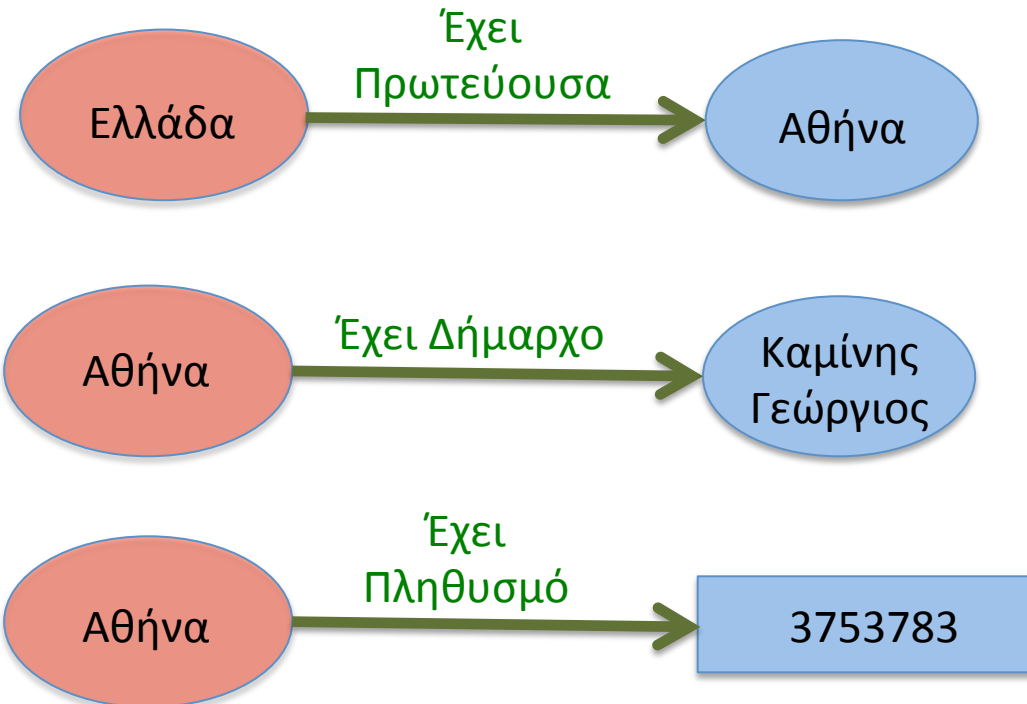 Έχει
Πρωτεύουσα
Ελλάδα
Αθήνα
Έχει Δήμαρχο
Αθήνα
Καμίνης
Γεώργιος
Έχει
Πληθυσμό
Αθήνα
3753783